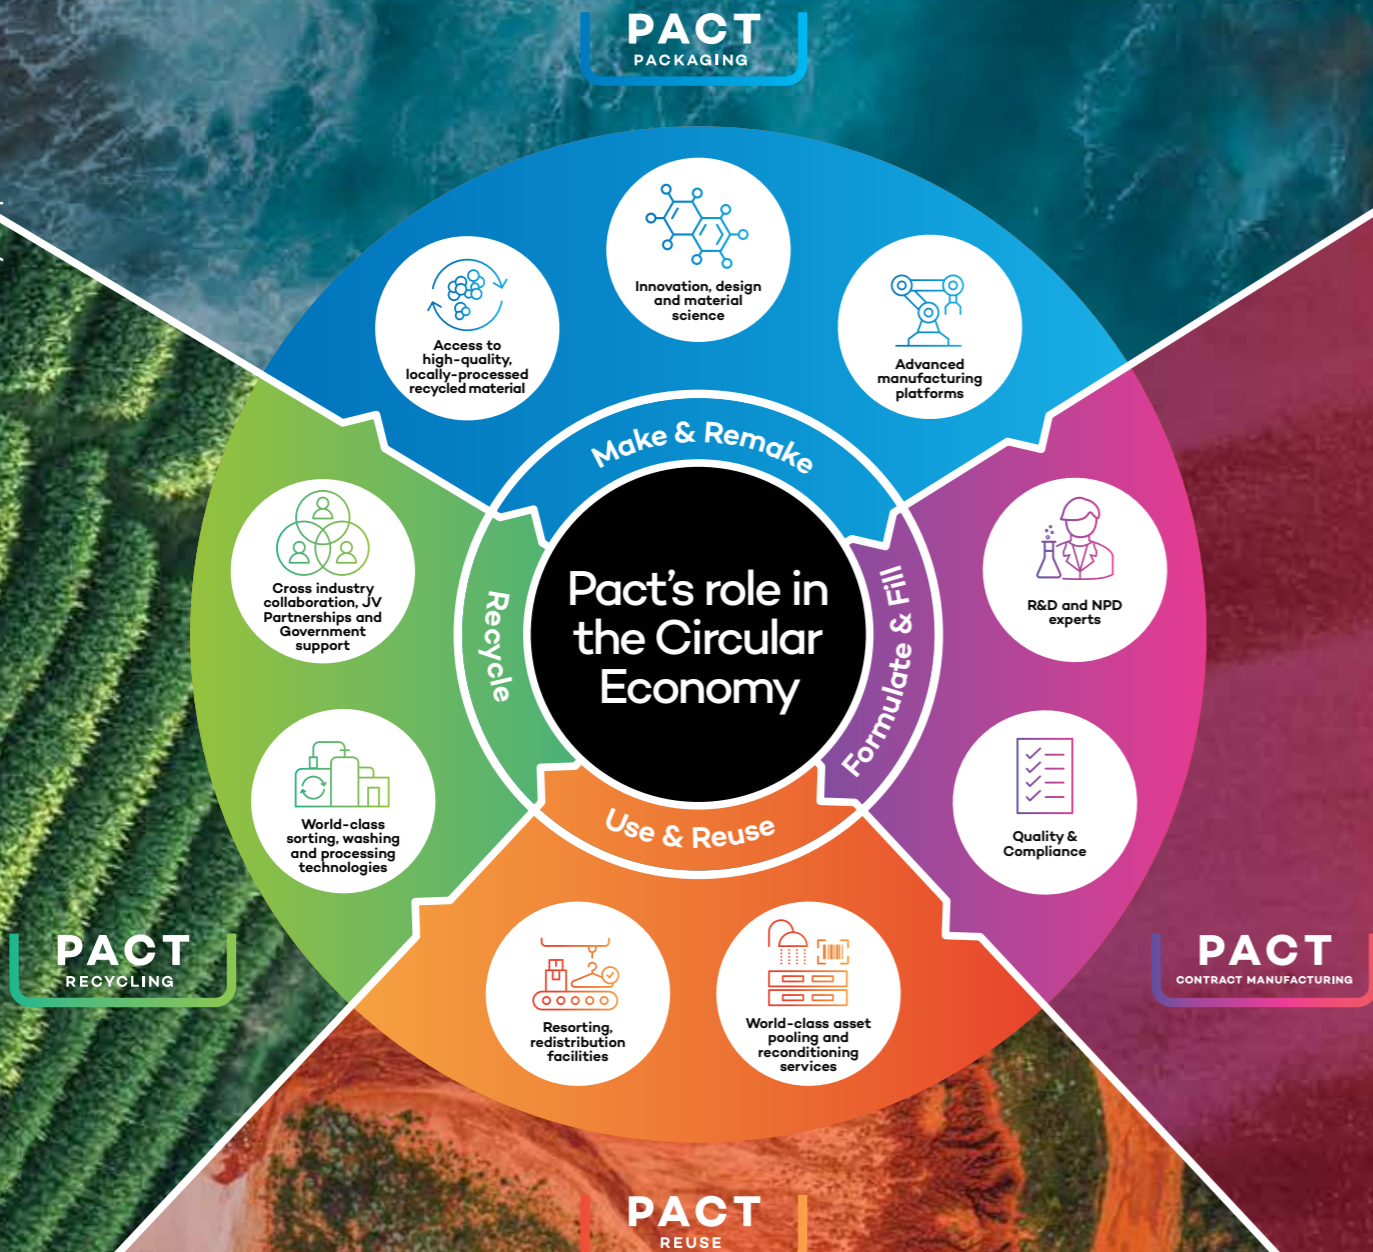 PACT
PACKAGING
Innovation, design
and material
science
Access to
high-quality,
locally-processed
recycled material
Advanced
manufacturing
platforms
Make & Remake
Cross industry
collaboration, JV
Partnerships and
Government
support
Recycle
Pact's role in
the Circular
Economy
Formulate & Fill
R&D and NPD
experts
World-class
sorting, washing
and processing
technologies
Use & Reuse
Quality &
Compliance
PACT
RECYCLING
Resorting,
redistribution
facilities
World-class asset
pooling and
reconditioning
services
PACT
CONTRACT MANUFACTURING
PACT
REUSE